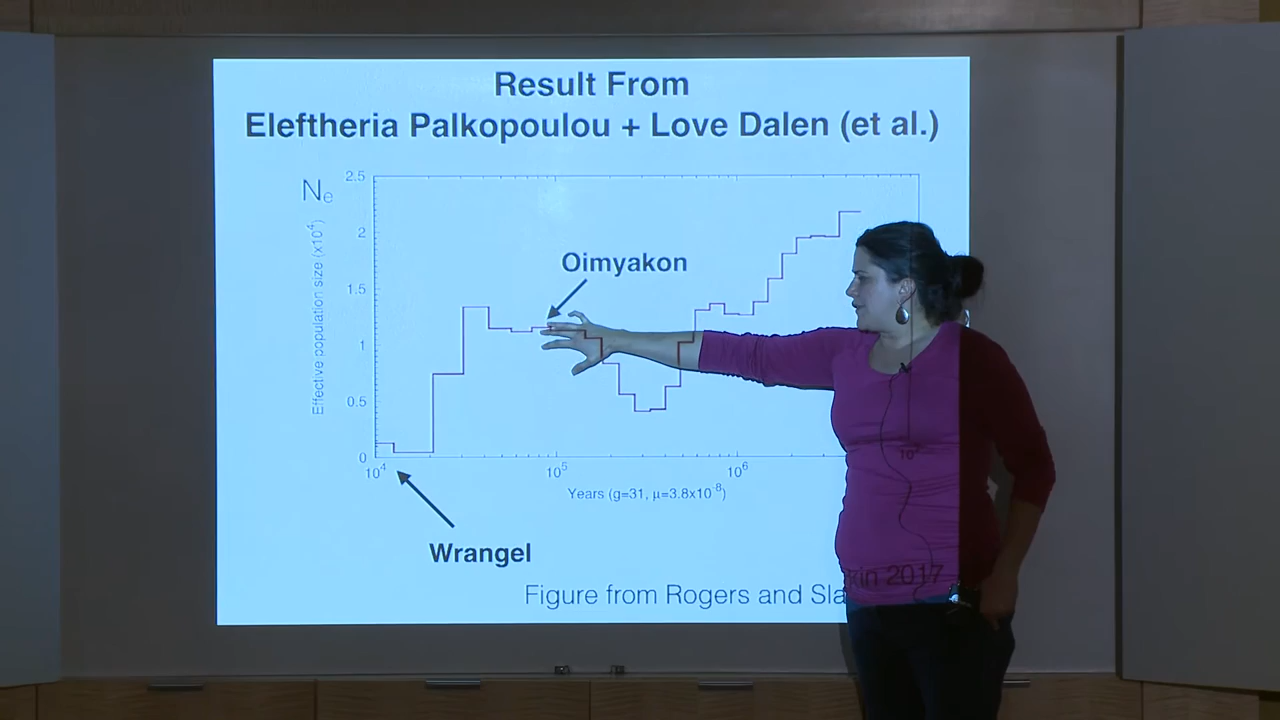 Result From
Eleftheria Palkopoulou + Love Dalen (et al.)
Ne
2.5
2
1.5
1
0.5
0
Effective population size (x10⁴)
Oimyakon
10⁴
10⁵
10⁶
Years (g=31, μ=3.8x10⁻⁸)
Wrangel
Figure from Rogers and Sla kin 2017